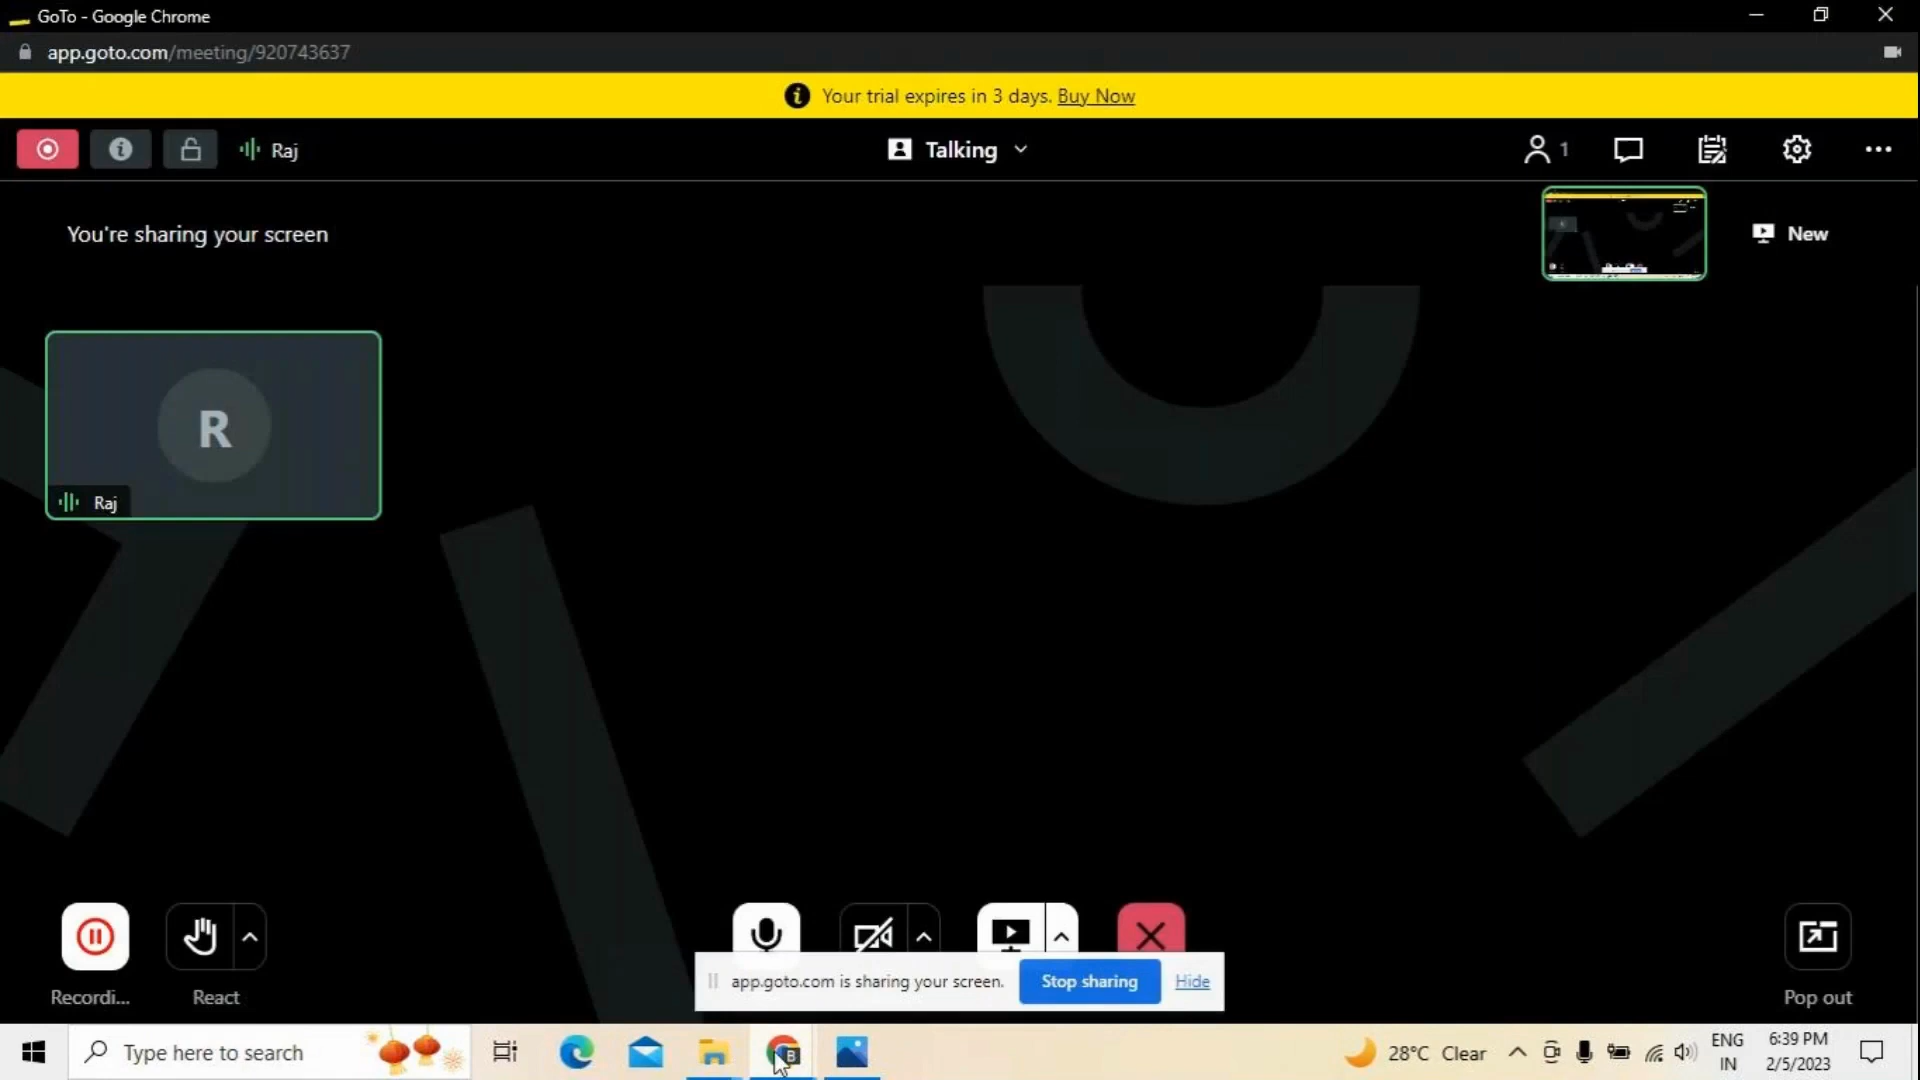 GoTo - Google Chrome
app.goto.com/meeting/920743637
Your trial expires in 3 days. Buy Now
Raj
Talking
1
You're sharing your screen
New
R
Raj
Recordi...
React
app.goto.com is sharing your screen. Stop sharing Hide
Pop out
Type here to search
B
28°C Clear
ENG
IN
6:39 PM
2/5/2023